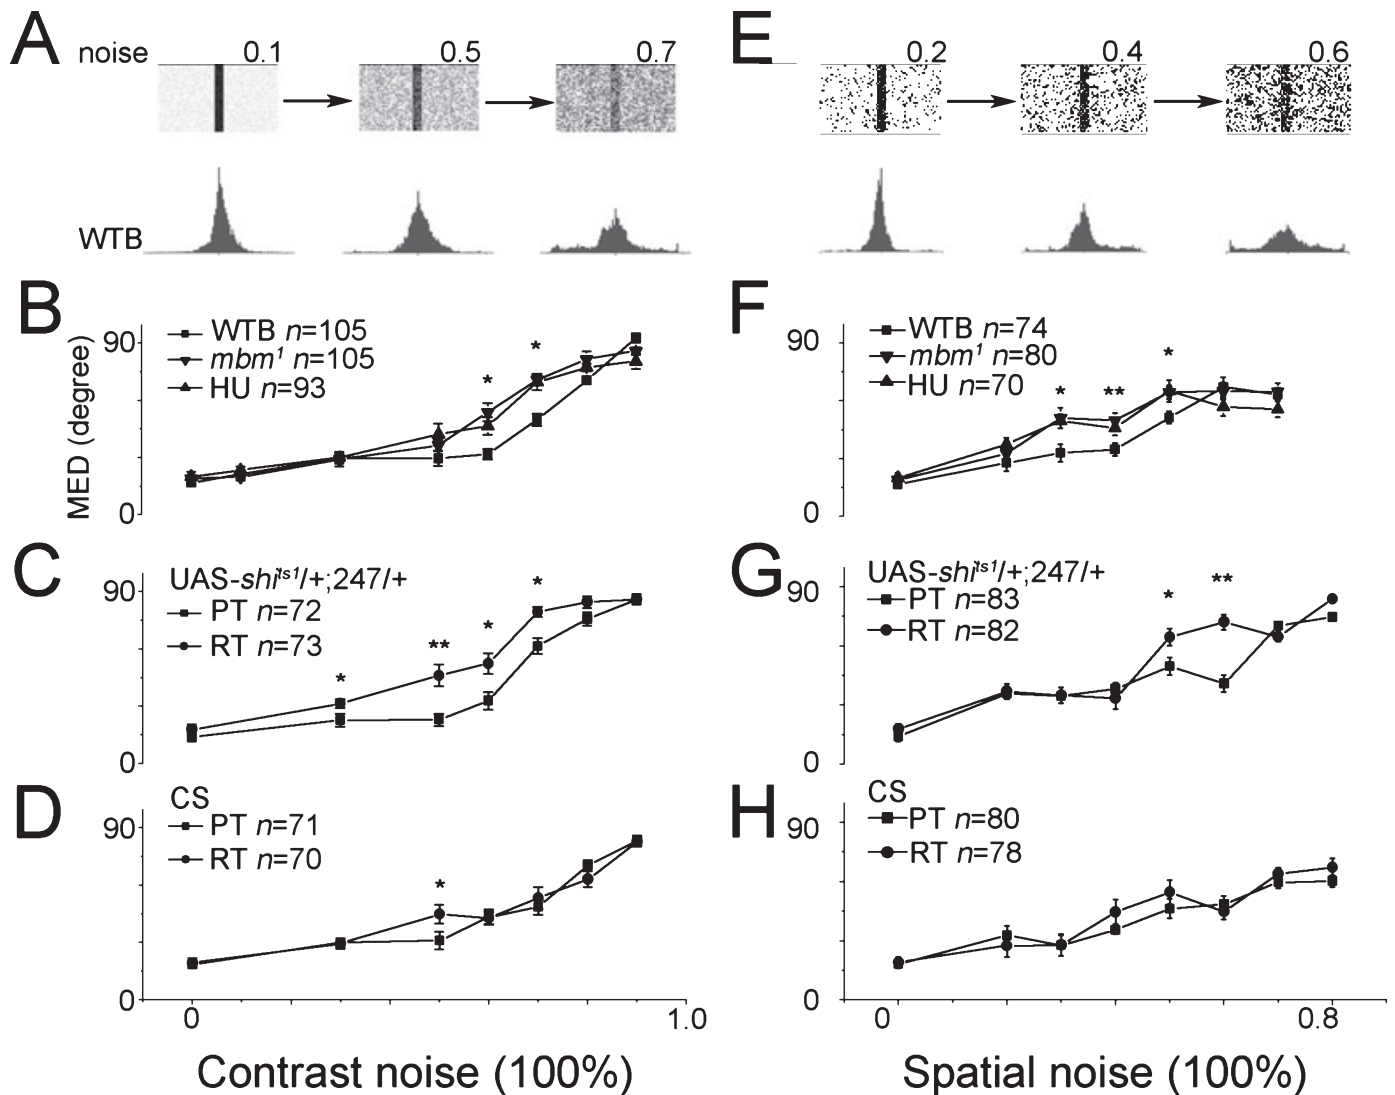 A
noise 0.1 0.5 0.7
WTB
B
MED (degree)
90
0
WTB n=105
mbm¹ n=105
HU n=93
* *
C
UAS-shiᵗˢ¹/+;247/+
90
0
PT n=72
RT n=73
* ** * *
D
CS
90
0
PT n=71
RT n=70
*
0 1.0
Contrast noise (100%)
E
0.2 0.4 0.6
F
90
0
WTB n=74
mbm¹ n=80
HU n=70
* ** *
G
UAS-shiᵗˢ¹/+;247/+
90
0
PT n=83
RT n=82
* **
H
CS
90
0
PT n=80
RT n=78
0 0.8
Spatial noise (100%)